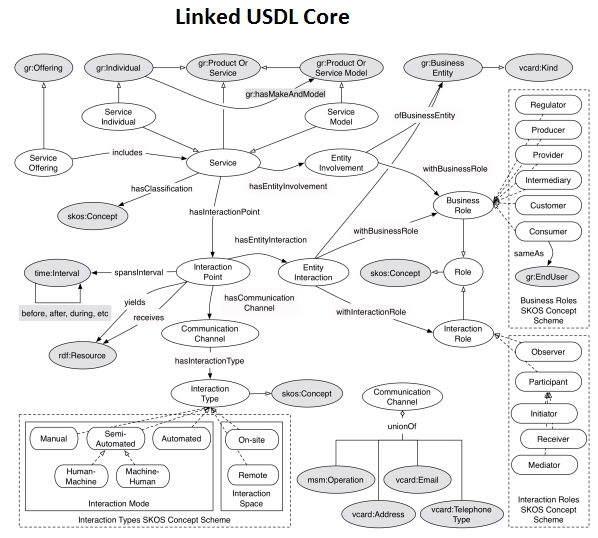 Linked USDL Core
gr:Offering
gr:Individual
gr:Product Or
Service
gr:Product Or
Service Model
gr:Business
Entity
vcard:Kind
gr:hasMakeAndModel
Service
Individual
Service
Model
ofBusinessEntity
Regulator
Producer
Provider
Intermediary
Customer
Consumer
sameAs
gr:EndUser
Business Roles
SKOS Concept
Scheme
Service
Offering
includes
Service
Entity
Involvement
withBusinessRole
hasClassification
hasEntityInvolvement
skos:Concept
hasInteractionPoint
Business
Role
withBusinessRole
hasEntityInteraction
time:Interval
spansInterval
Interaction
Point
Entity
Interaction
skos:Concept
Role
before, after, during, etc
yields
receives
hasCommunication
Channel
withInteractionRole
rdf:Resource
Communication
Channel
Interaction
Role
hasInteractionType
Interaction
Type
skos:Concept
Communication
Channel
unionOf
Observer
Participant
Initiator
Receiver
Mediator
Interaction Roles
SKOS Concept
Scheme
Manual
Semi-
Automated
Automated
On-site
Human-
Machine
Machine-
Human
Remote
Interaction Mode
Interaction
Space
Interaction Types SKOS Concept Scheme
msm:Operation
vcard:Email
vcard:Address
vcard:Telephone
Type